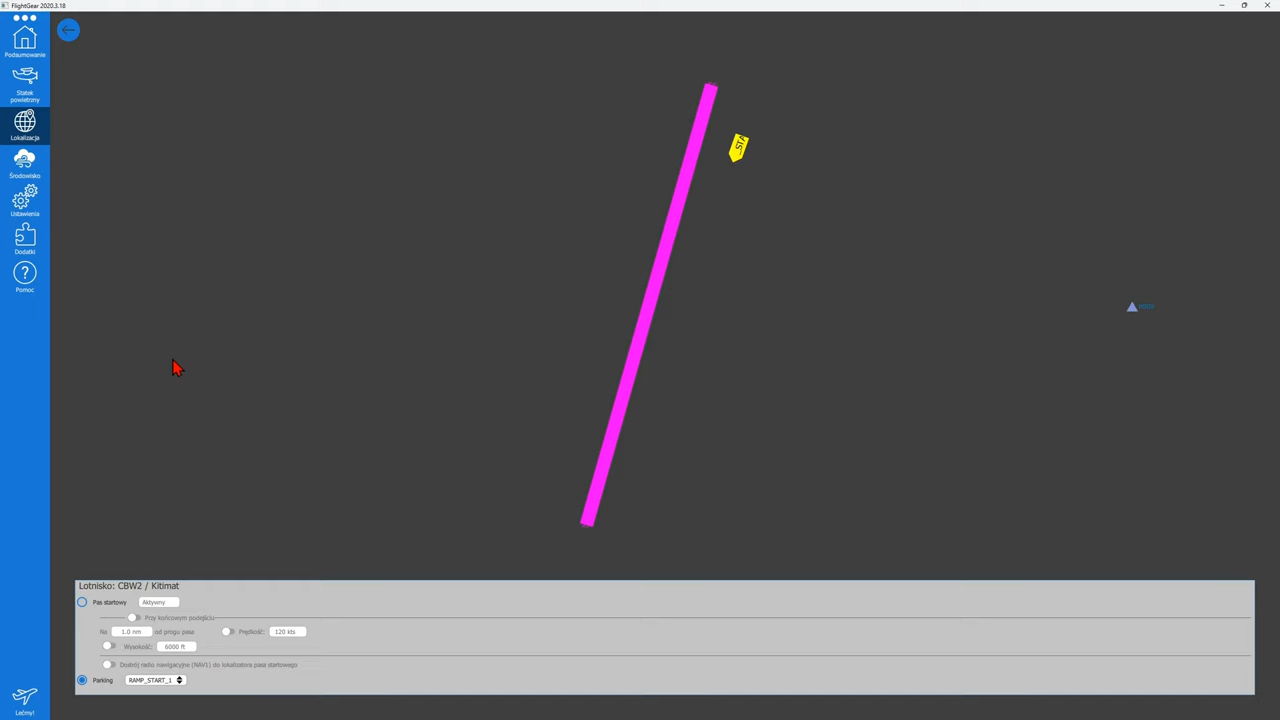 FlightGear 2020.3.18
Podsumowanie
Statek
powietrzny
Lokalizacja
Środowisko
Ustawienia
Dodatki
Pomoc
Lećmy!
_STA
Lotnisko: CBW2 / Kitimat
Pas startowy Aktywny
Przy końcowym podejściu
Na 1.0 nm od progu pasa Prędkość: 120 kts
Wysokość: 6000 ft
Dostrój radio nawigacyjne (NAV1) do lokalizatora pasa startowego
Parking RAMP_START_1